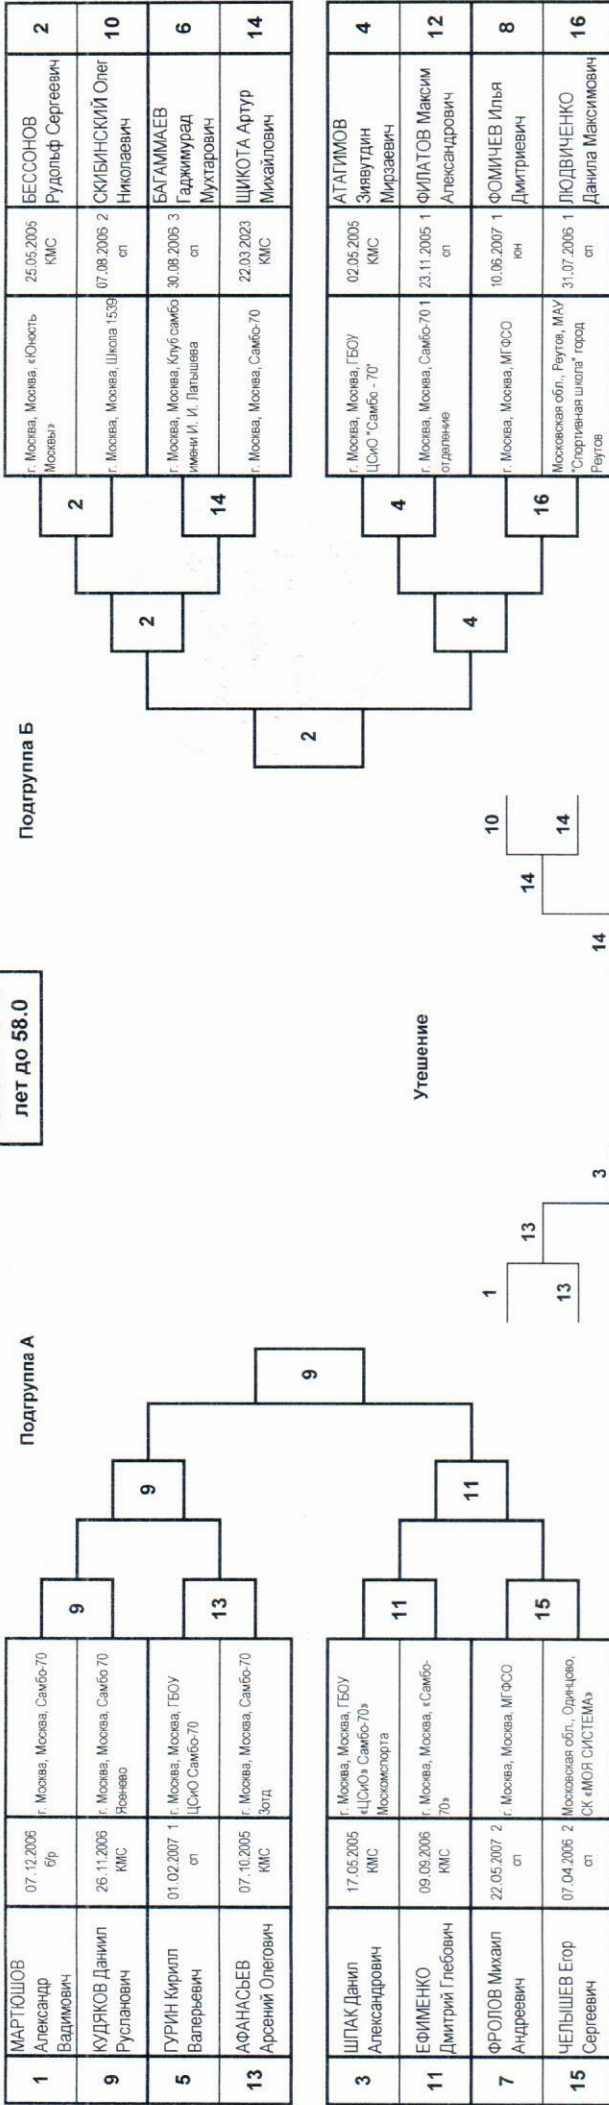 лет до 58.0
Подгруппа А
1
МАРТЮШОВ
Александр
Вадимович
07.12.2006
б/р
г. Москва, Москва, Самбо-70
9
КУДЯКОВ Даниил
Русланович
26.11.2006
КМС
г. Москва, Москва, Самбо 70
Ясенево
5
ГУРИН Кирилл
Валерьевич
01.02.2007 1
сп
г. Москва, Москва, ГБОУ
ЦСиО Самбо-70
13
АФАНАСЬЕВ
Арсений Олегович
07.10.2005
КМС
г. Москва, Москва, Самбо-70
3отд
3
ШПАК Данил
Александрович
17.05.2005
КМС
г. Москва, Москва, ГБОУ
«ЦСиО» Самбо-70»
Москомспорта
11
ЕФИМЕНКО
Дмитрий Глебович
09.09.2006
КМС
г. Москва, Москва, «Самбо-
70»
7
ФРОЛОВ Михаил
Андреевич
22.05.2007 2
сп
г. Москва, Москва, МГФСО
15
ЧЕЛЫШЕВ Егор
Сергеевич
07.04.2006 2
сп
Московская обл., Одинцово,
СК «МОЯ СИСТЕМА»
9
13
11
15
9
11
9
Подгруппа Б
2
БЕССОНОВ
Рудольф Сергеевич
25.05.2005
КМС
г. Москва, Москва, «Юность
Москвы»
10
СКИБИНСКИЙ Олег
Николаевич
07.08.2006 2
сп
г. Москва, Москва, Школа 1539
6
БАГАММАЕВ
Гаджимурад
Мухтарович
30.08.2006 3
сп
г. Москва, Москва, Клуб самбо
имени И. И. Латышева
14
ЩИКОТА Артур
Михайлович
22.03.2023
КМС
г. Москва, Москва, Самбо-70
4
АТАГИМОВ
Зиявутдин
Мирзаевич
02.05.2005
КМС
г. Москва, Москва, ГБОУ
ЦСиО "Самбо - 70"
12
ФИЛАТОВ Максим
Александрович
23.11.2005 1
сп
г. Москва, Москва, Самбо-70 1
отделение
8
ФОМИЧЕВ Илья
Дмитриевич
10.06.2007 1
юн
г. Москва, Москва, МГФСО
16
ЛЮДВИЧЕНКО
Данила Максимович
31.07.2006 1
сп
Московская обл., Реутов, МАУ
"Спортивная школа" город
Реутов
2
14
4
16
2
4
2
Утешение
1
13
13
3
10
14
14
14